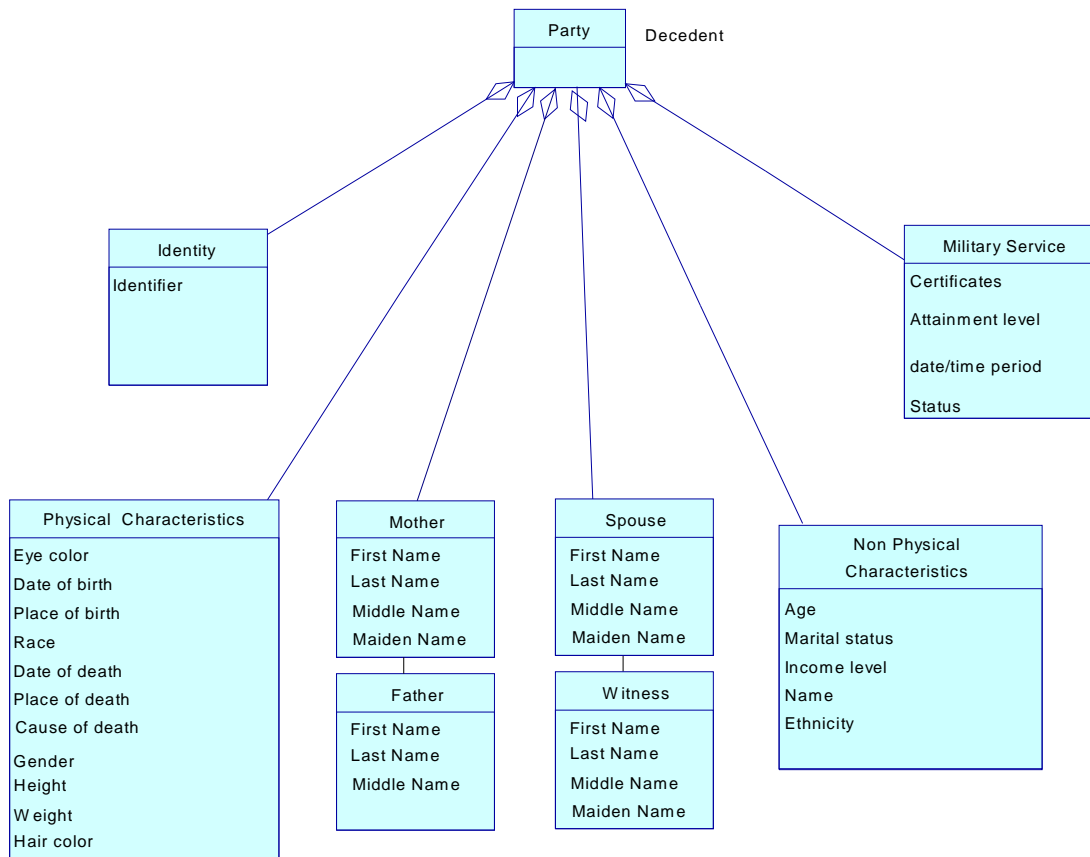 Party
Decedent
Identity
Identifier
Military Service
Certificates
Attainment level
date/time period
Status
Physical Characteristics
Eye color
Date of birth
Place of birth
Race
Date of death
Place of death
Cause of death
Gender
Height
Weight
Hair color
Mother
First Name
Last Name
Middle Name
Maiden Name
Father
First Name
Last Name
Middle Name
Spouse
First Name
Last Name
Middle Name
Maiden Name
Witness
First Name
Last Name
Middle Name
Maiden Name
Non Physical
Characteristics
Age
Marital status
Income level
Name
Ethnicity